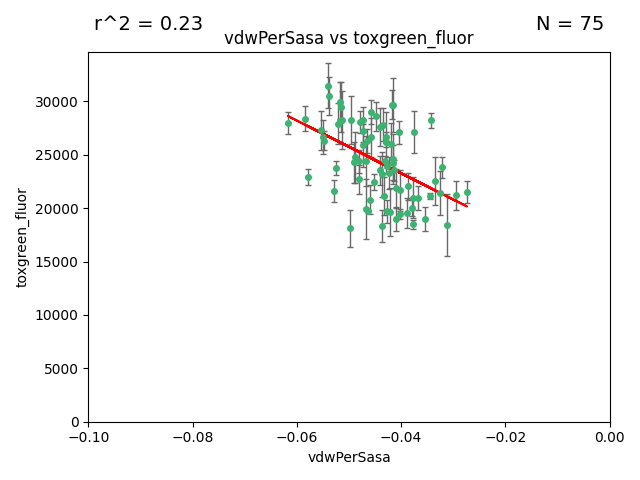 r^2 = 0.23
N = 75
vdwPerSasa vs toxgreen_fluor
30000
25000
20000
15000
10000
5000
0
toxgreen_fluor
−0.10 −0.08 −0.06 −0.04 −0.02 0.00
vdwPerSasa